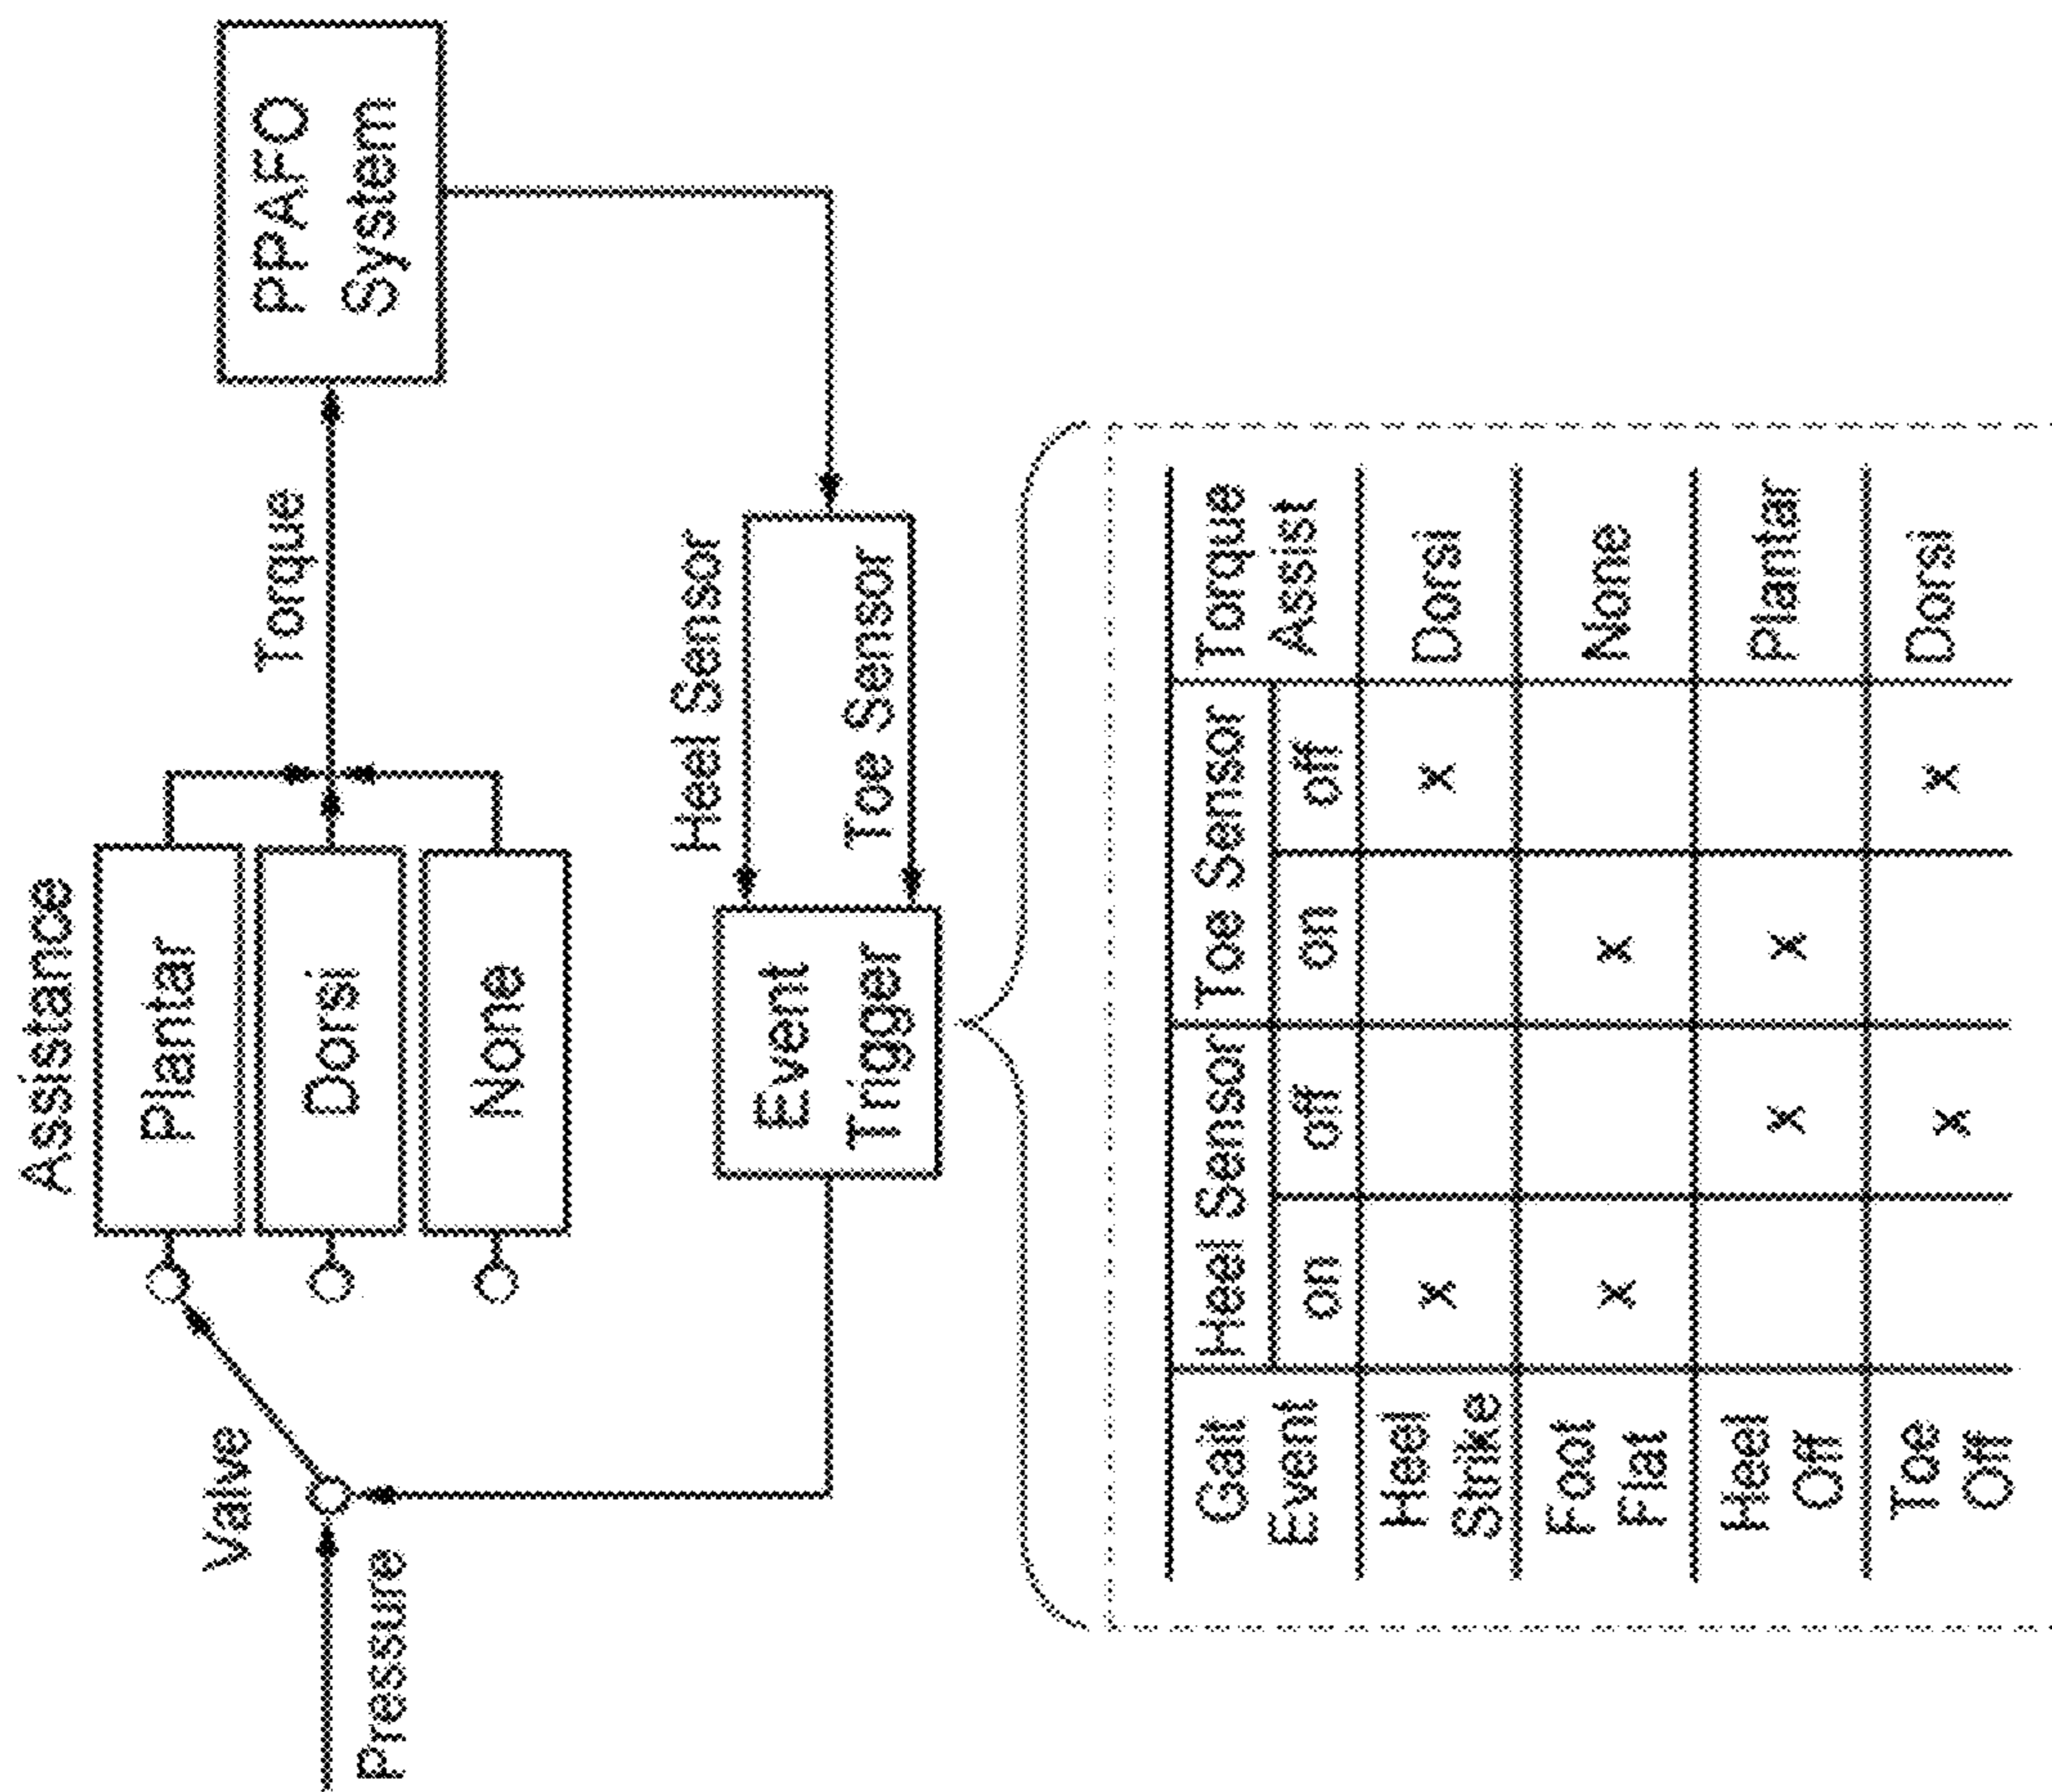 Assistance
Plantar
Dorsi
None
Valve
Pressure
Torque
PPAFO
System
Heel Sensor
Toe Sensor
Event
Trigger
Gait Event Heel Sensor Toe Sensor Torque Assist
on off on off
Heel Strike x x Dorsi
Foot Flat x x None
Heel Off x x Plantar
Toe Off x x Dorsi